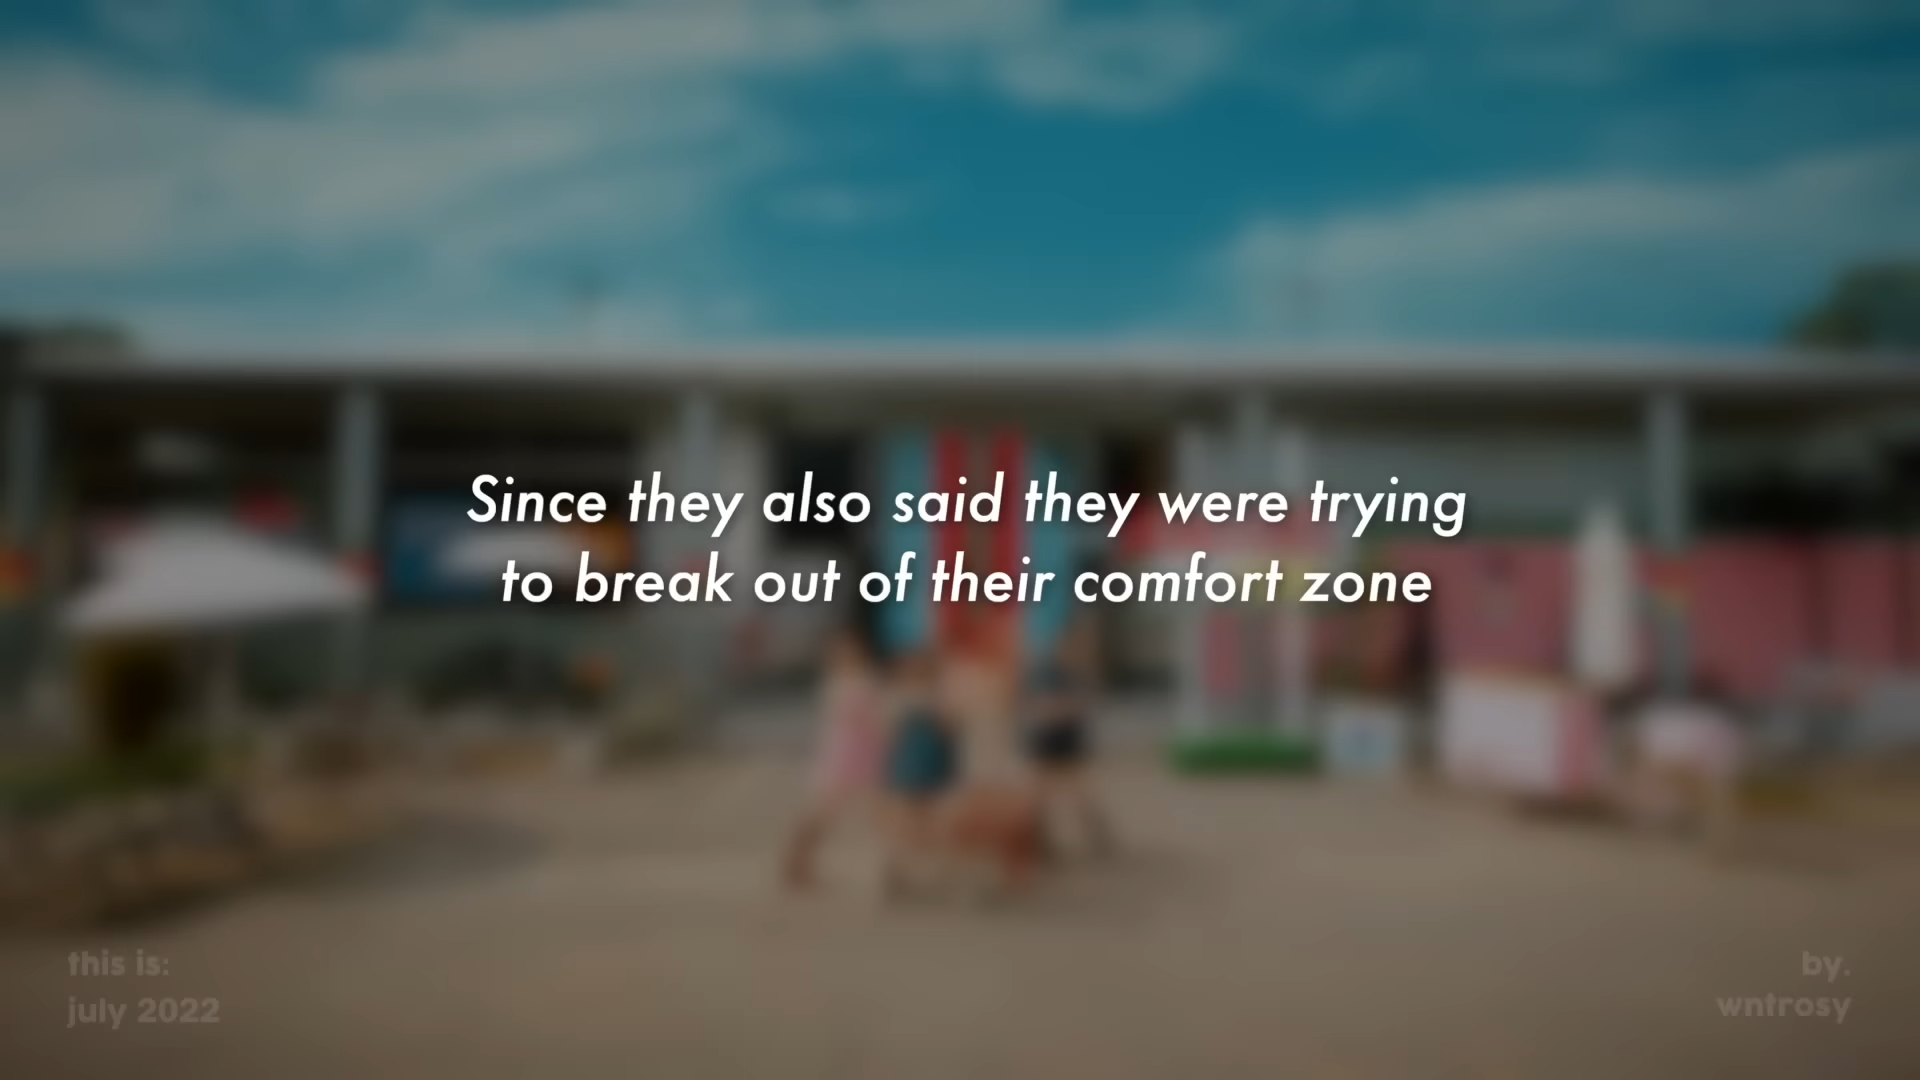 Since they also said they were trying
to break out of their comfort zone
this is:
july 2022
by.
wntrosy